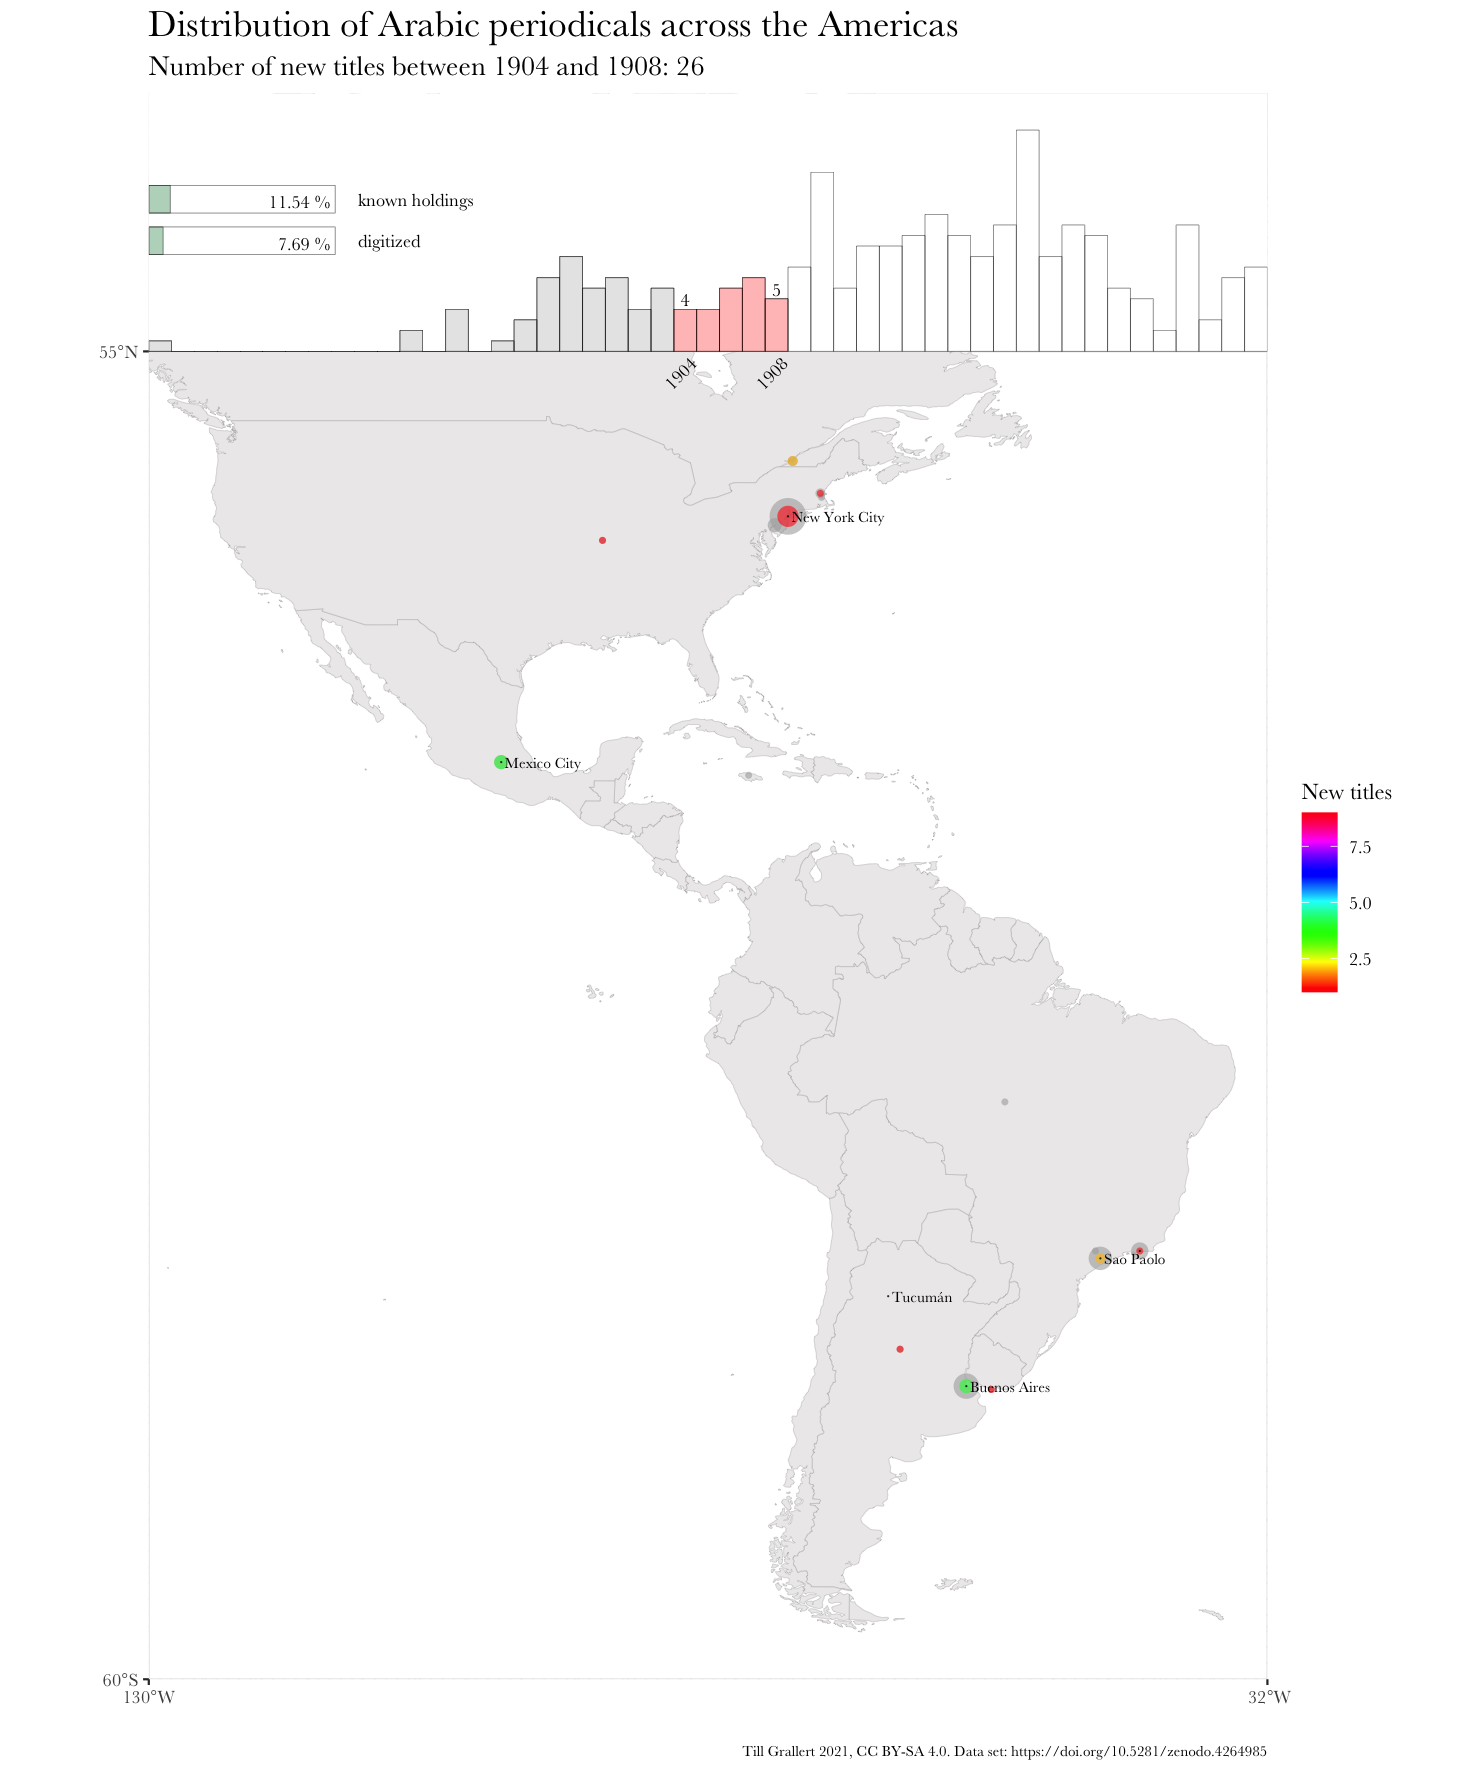 Distribution of Arabic periodicals across the Americas
Number of new titles between 1904 and 1908: 26
11.54 % known holdings
7.69 % digitized
4
5
55°N
1904
1908
New York City
Mexico City
New titles
7.5
5.0
2.5
Sao Paolo
Tucumán
Buenos Aires
60°S
130°W
32°W
Till Grallert 2021, CC BY-SA 4.0. Data set: https://doi.org/10.5281/zenodo.4264985